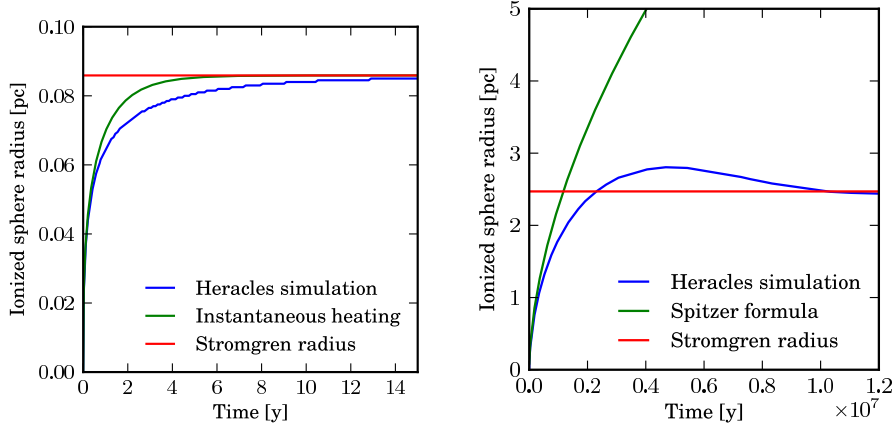 0.10
0.08
0.06
0.04
0.02
0.00
Ionized sphere radius [pc]
Heracles simulation
Instantaneous heating
Stromgren radius
0 2 4 6 8 10 12 14
Time [y]
5
4
3
2
1
0
Ionized sphere radius [pc]
Heracles simulation
Spitzer formula
Stromgren radius
0.0 0.2 0.4 0.6 0.8 1.0 1.2
Time [y]
×10⁷